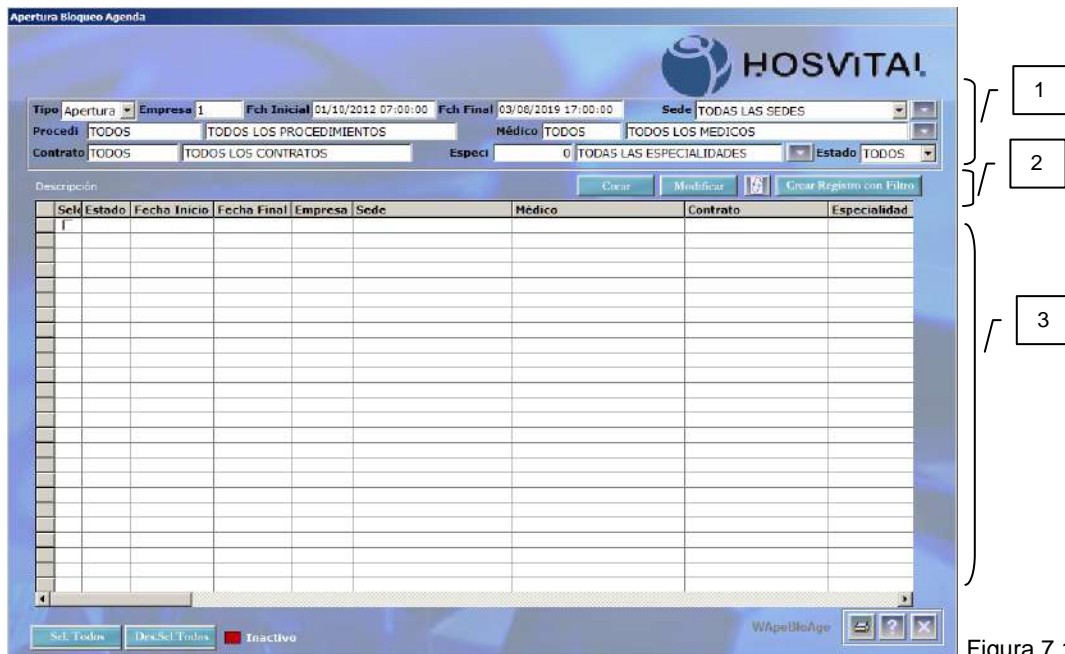 Apertura Bloqueo Agenda
HOSVITAL
1
Tipo Apertura Empresa 1 Fch Inicial 01/10/2012 07:00:00 Fch Final 03/08/2019 17:00:00 Sede TODAS LAS SEDES
Procedi TODOS TODOS LOS PROCEDIMIENTOS Médico TODOS TODOS LOS MEDICOS
Contrato TODOS TODOS LOS CONTRATOS Especi 0 TODAS LAS ESPECIALIDADES Estado TODOS
2
Descripción Crear Modificar Crear Registro con Filtro
Sele Estado Fecha Inicio Fecha Final Empresa Sede Médico Contrato Especialidad
3
Sel. Todos Des.Sel.Todos Inactivo WApeBloAge ?
Figura 7.1